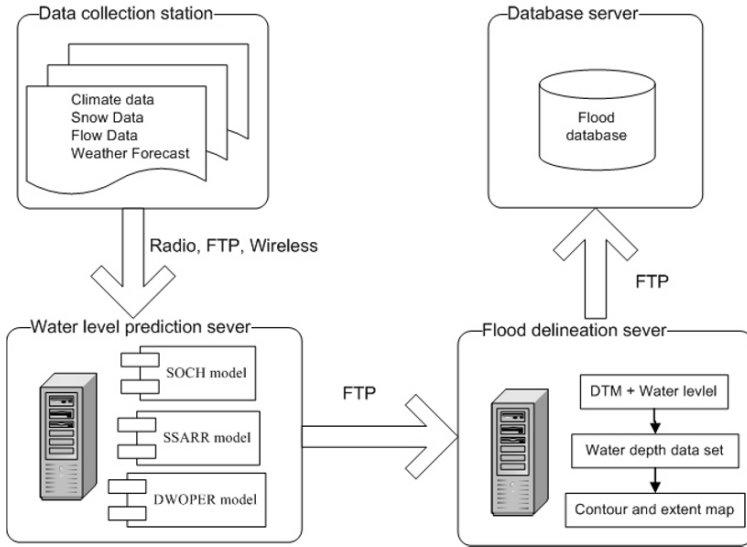 Data collection station
Climate data
Snow Data
Flow Data
Weather Forecast
Radio, FTP, Wireless
Water level prediction sever
SOCH model
SSARR model
DWOPER model
FTP
Flood delineation sever
DTM + Water levlel
Water depth data set
Contour and extent map
FTP
Database server
Flood
database